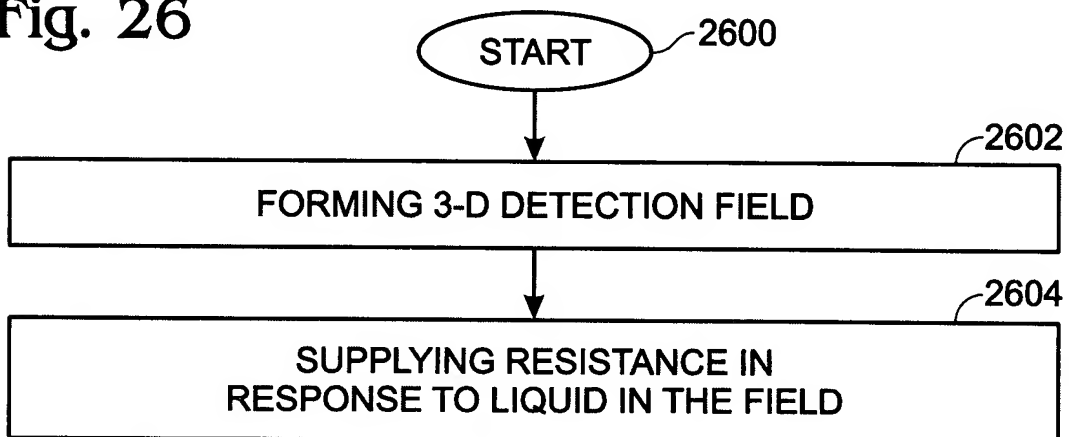 Fig. 26
START
2600
2602
FORMING 3-D DETECTION FIELD
2604
SUPPLYING RESISTANCE IN
RESPONSE TO LIQUID IN THE FIELD